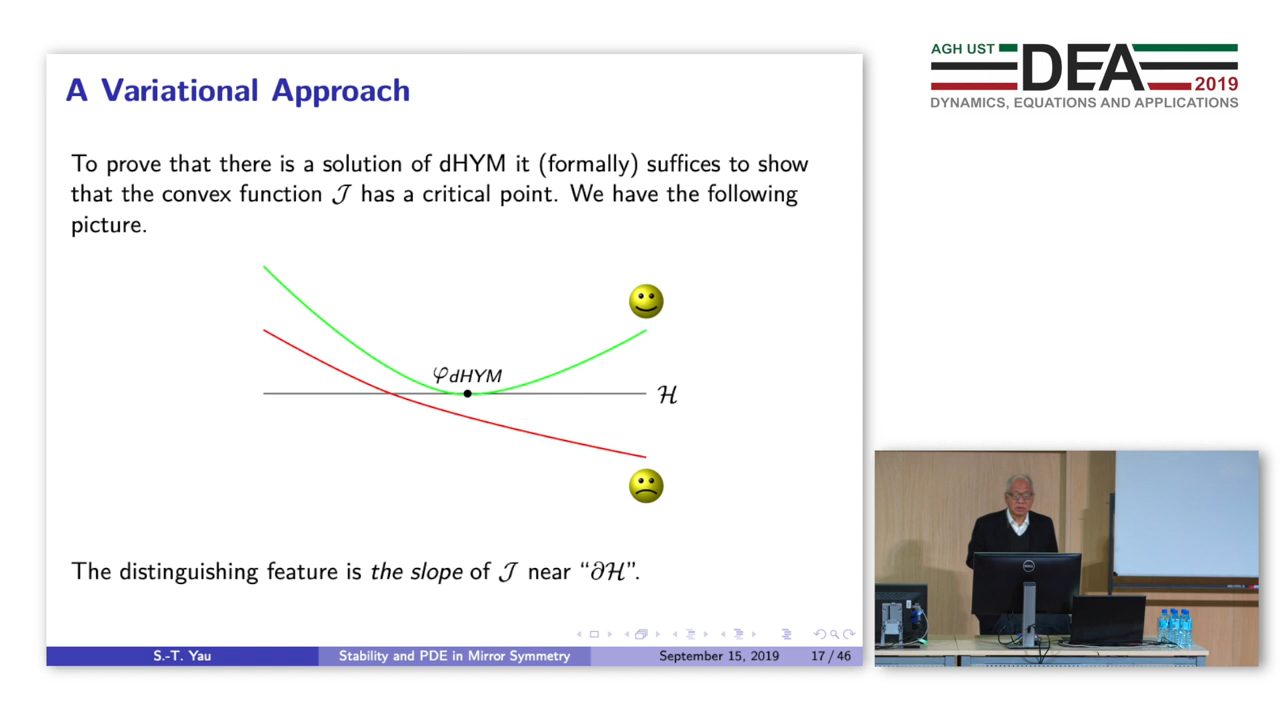 AGH UST
DEA
2019
DYNAMICS, EQUATIONS AND APPLICATIONS
A Variational Approach
To prove that there is a solution of dHYM it (formally) suffices to show
that the convex function 𝒥 has a critical point. We have the following
picture.
φdHYM
ℋ
The distinguishing feature is the slope of 𝒥 near “∂ℋ”.
S.-T. Yau
Stability and PDE in Mirror Symmetry
September 15, 2019
17 / 46
DELL